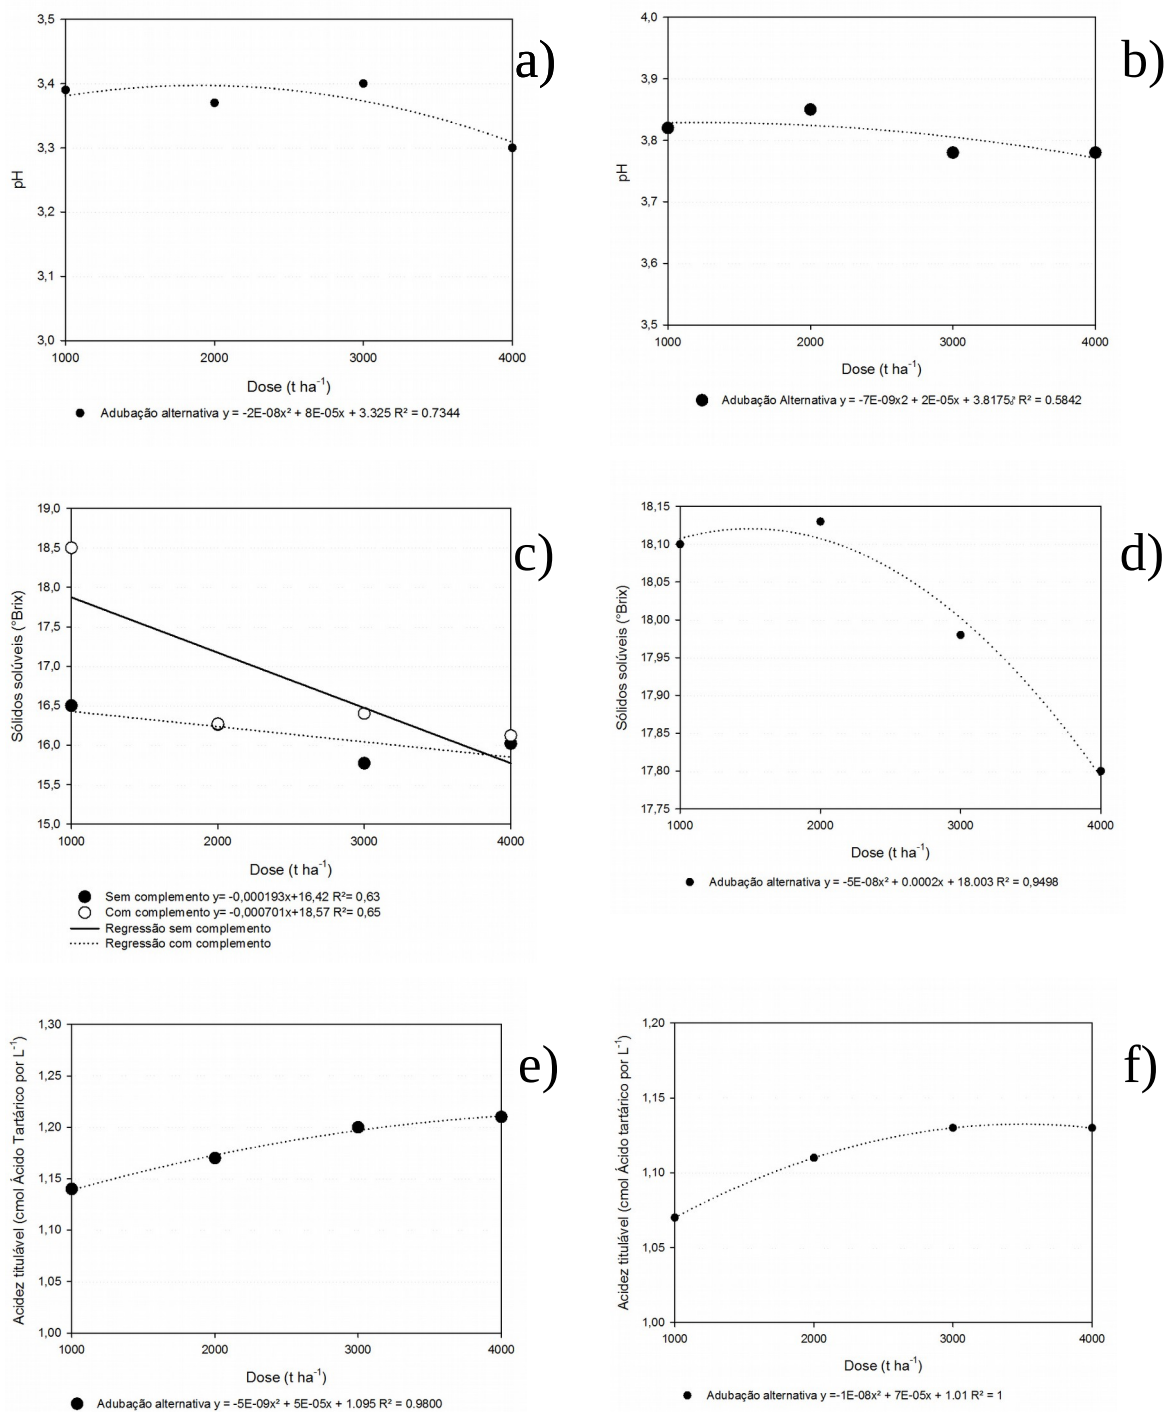 3,5
3,4
3,3
3,2
3,1
3,0
pH
1000 2000 3000 4000
Dose (t ha⁻¹)
Adubação alternativa y = -2E-08x² + 8E-05x + 3.325 R² = 0.7344
a)
4,0
3,9
3,8
3,7
3,6
3,5
pH
1000 2000 3000 4000
Dose (t ha⁻¹)
Adubação Alternativa y = -7E-09x2 + 2E-05x + 3.8175 R² = 0.5842
b)
19,0
18,5
18,0
17,5
17,0
16,5
16,0
15,5
15,0
Sólidos solúveis (°Brix)
1000 2000 3000 4000
Dose (t ha⁻¹)
Sem complemento y= -0,000193x+16,42 R²= 0,63
Com complemento y= -0,000701x+18,57 R²= 0,65
Regressão sem complemento
Regressão com complemento
c)
18,15
18,10
18,05
18,00
17,95
17,90
17,85
17,80
17,75
Sólidos solúveis (°Brix)
1000 2000 3000 4000
Dose (t ha⁻¹)
Adubação alternativa y = -5E-08x² + 0.0002x + 18.003 R² = 0,9498
d)
1,30
1,25
1,20
1,15
1,10
1,05
1,00
Acidez titulável (cmol Ácido Tartárico por L⁻¹)
1000 2000 3000 4000
Dose (t ha⁻¹)
Adubação alternativa y = -5E-09x² + 5E-05x + 1.095 R² = 0.9800
e)
1,20
1,15
1,10
1,05
1,00
Acidez titulável (cmol Ácido tartárico por L⁻¹)
1000 2000 3000 4000
Dose (t ha⁻¹)
Adubação alternativa y =-1E-08x² + 7E-05x + 1.01 R² = 1
f)